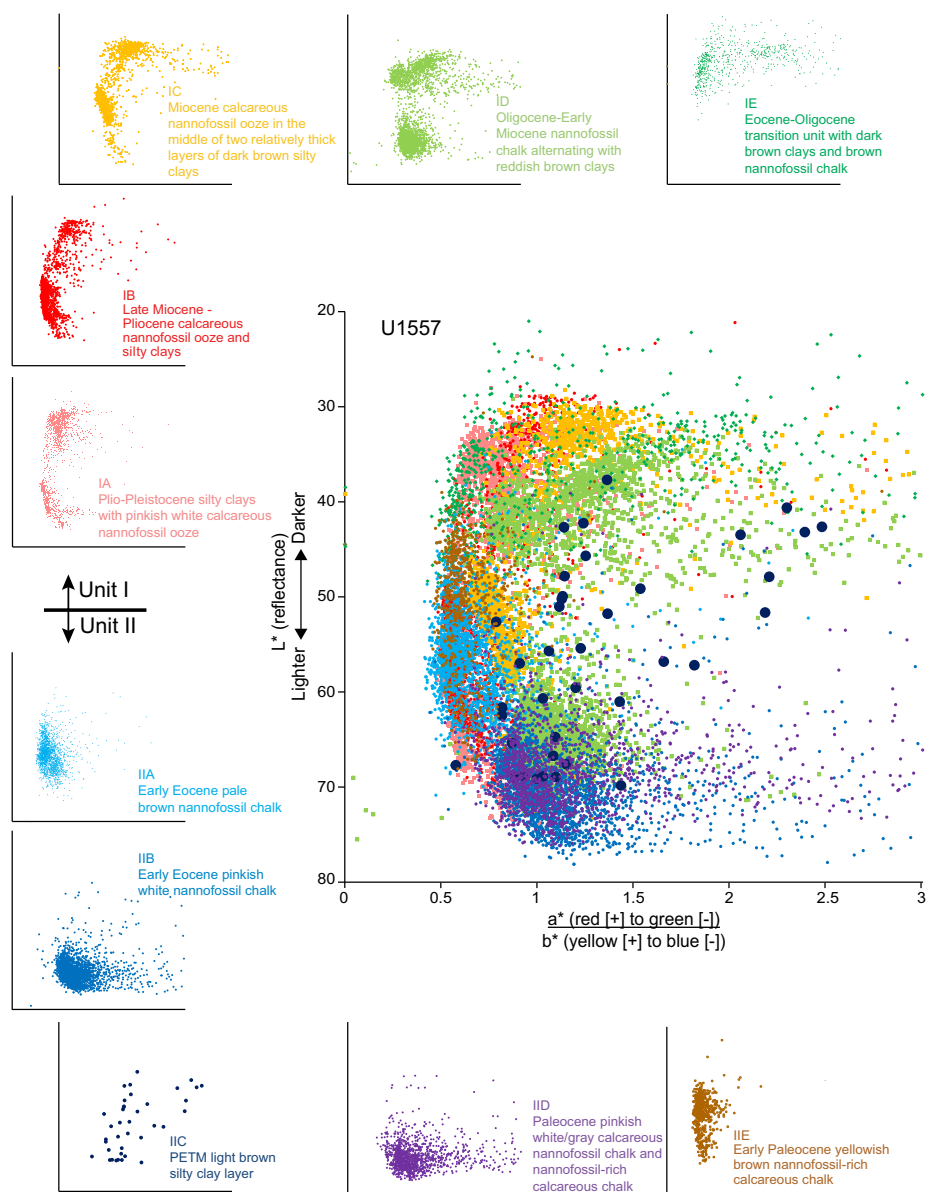 IC
Miocene calcareous
nannofossil ooze in the
middle of two relatively thick
layers of dark brown silty
clays
ID
Oligocene-Early
Miocene nannofossil
chalk alternating with
reddish brown clays
IE
Eocene-Oligocene
transition unit with dark
brown clays and brown
nannofossil chalk
IB
Late Miocene -
Pliocene calcareous
nannofossil ooze and
silty clays
IA
Plio-Pleistocene silty clays
with pinkish white calcareous
nannofossil ooze
Unit I
Unit II
IIA
Early Eocene pale
brown nannofossil chalk
IIB
Early Eocene pinkish
white nannofossil chalk
U1557
20
30
40
50
60
70
80
L* (reflectance)
Lighter
Darker
0
0.5
1
1.5
2
2.5
3
a* (red [+] to green [-])
b* (yellow [+] to blue [-])
IIC
PETM light brown
silty clay layer
IID
Paleocene pinkish
white/gray calcareous
nannofossil chalk and
nannofossil-rich
calcareous chalk
IIE
Early Paleocene yellowish
brown nannofossil-rich
calcareous chalk